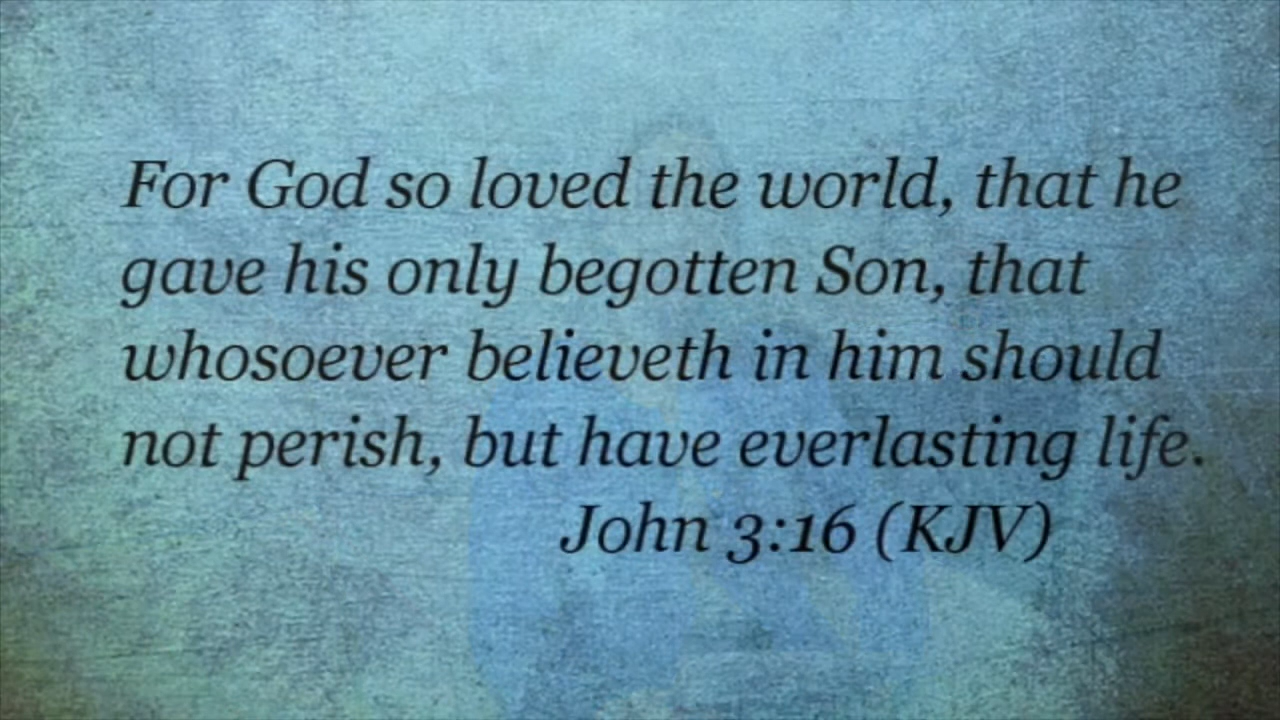 For God so loved the world, that he
gave his only begotten Son, that
whosoever believeth in him should
not perish, but have everlasting life.
John 3:16 (KJV)